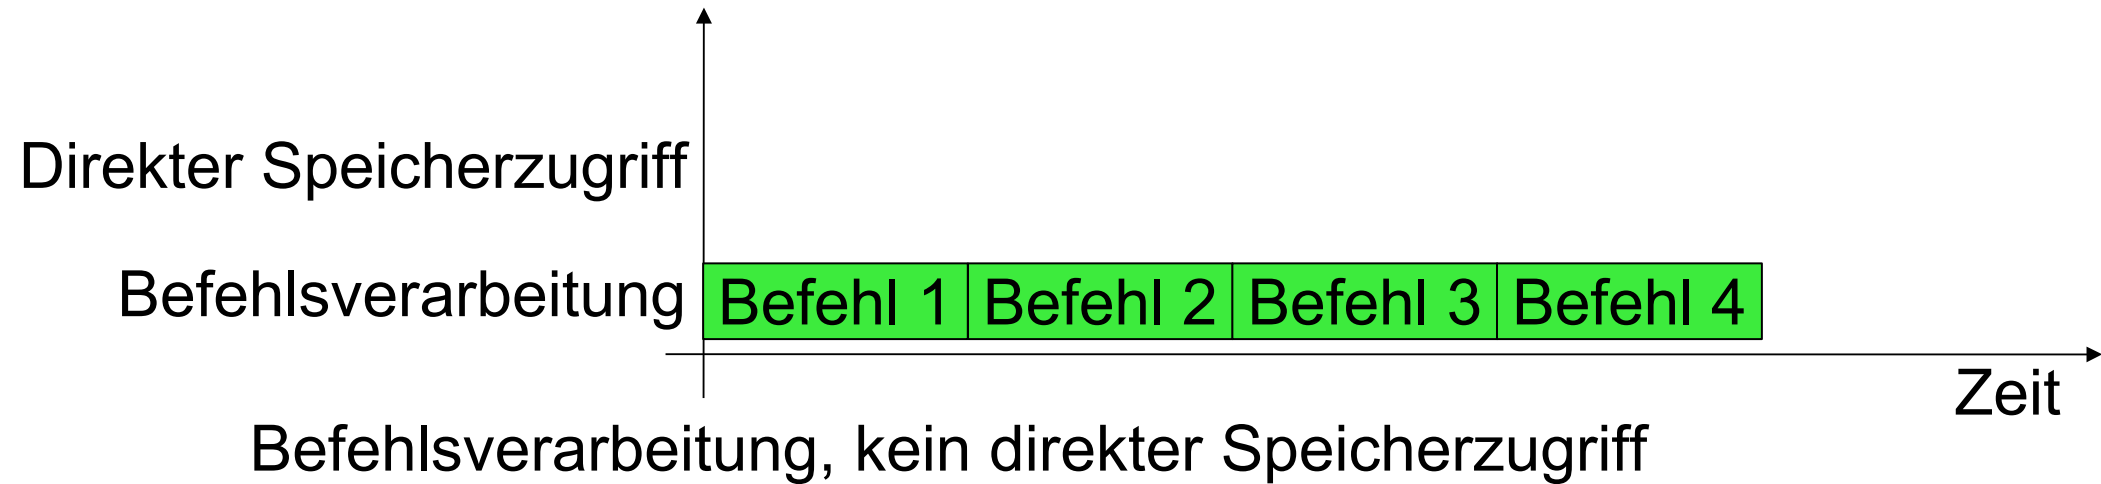 Direkter Speicherzugriff
Befehlsverarbeitung Befehl 1 Befehl 2 Befehl 3 Befehl 4
Zeit
Befehlsverarbeitung, kein direkter Speicherzugriff